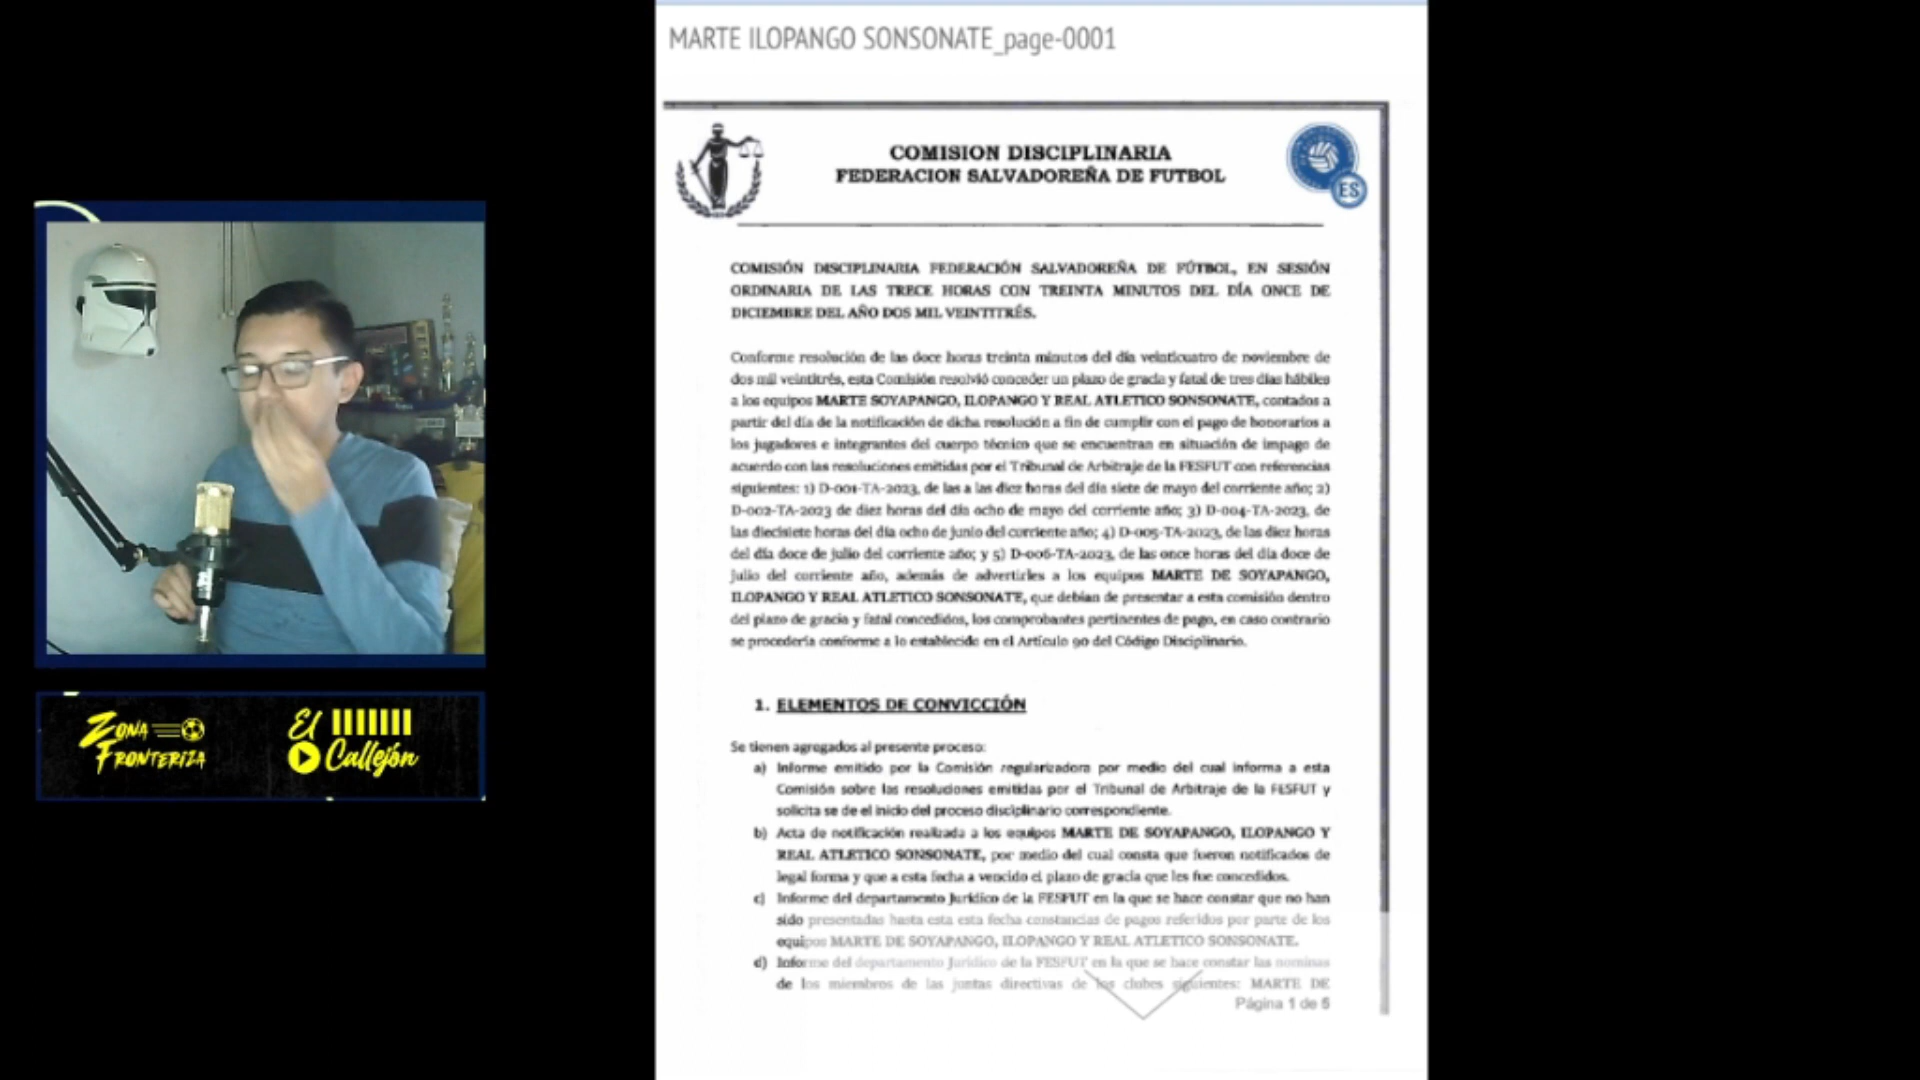 MARTE ILOPANGO SONSONATE_page-0001
COMISION DISCIPLINARIA
FEDERACION SALVADOREÑA DE FUTBOL
ES
COMISIÓN DISCIPLINARIA FEDERACIÓN SALVADOREÑA DE FÚTBOL, EN SESIÓN
ORDINARIA DE LAS TRECE HORAS CON TREINTA MINUTOS DEL DÍA ONCE DE
DICIEMBRE DEL AÑO DOS MIL VEINTITRÉS.
Conforme resolución de las doce horas treinta minutos del día veinticuatro de noviembre de
dos mil veintitrés, esta Comisión resolvió conceder un plazo de gracia y fatal de tres días hábiles
a los equipos MARTE SOYAPANGO, ILOPANGO Y REAL ATLETICO SONSONATE, contados a
partir del día de la notificación de dicha resolución a fin de cumplir con el pago de honorarios a
los jugadores e integrantes del cuerpo técnico que se encuentran en situación de impago de
acuerdo con las resoluciones emitidas por el Tribunal de Arbitraje de la FESFUT con referencias
siguientes: 1) D-001-TA-2023, de las a las diez horas del día siete de mayo del corriente año; 2)
D-002-TA-2023 de diez horas del día ocho de mayo del corriente año; 3) D-004-TA-2023, de
las diecisiete horas del día ocho de junio del corriente año; 4) D-005-TA-2023, de las diez horas
del día doce de julio del corriente año; y 5) D-006-TA-2023, de las once horas del día doce de
julio del corriente año, además de advertirles a los equipos MARTE DE SOYAPANGO,
ILOPANGO Y REAL ATLETICO SONSONATE, que debían de presentar a esta comisión dentro
del plazo de gracia y fatal concedidos, los comprobantes pertinentes de pago, en caso contrario
se procedería conforme a lo establecido en el Artículo 90 del Código Disciplinario.
1. ELEMENTOS DE CONVICCIÓN
Se tienen agregados al presente proceso:
a) Informe emitido por la Comisión regularizadora por medio del cual informa a esta
Comisión sobre las resoluciones emitidas por el Tribunal de Arbitraje de la FESFUT y
solicita se de el inicio del proceso disciplinario correspondiente.
b) Acta de notificación realizada a los equipos MARTE DE SOYAPANGO, ILOPANGO Y
REAL ATLETICO SONSONATE, por medio del cual consta que fueron notificados de
legal forma y que a esta fecha a vencido el plazo de gracia que les fue concedidos.
c) Informe del departamento Jurídico de la FESFUT en la que se hace constar que no han
sido presentadas hasta esta esta fecha constancias de pagos referidos por parte de los
equipos MARTE DE SOYAPANGO, ILOPANGO Y REAL ATLETICO SONSONATE.
d) Informe del departamento Jurídico de la FESFUT en la que se hace constar las nominas
de los miembros de las juntas directivas de los clubes siguientes: MARTE DE
Página 1 de 5
ZONA
FRONTERIZA
El
Callejón